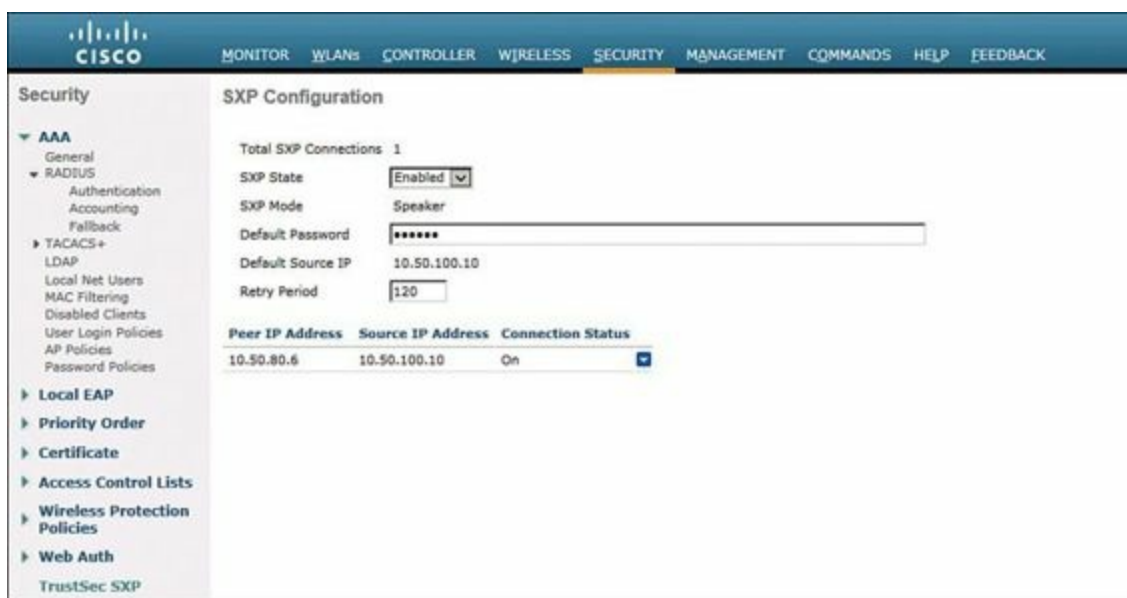 CISCO
MONITOR WLANs CONTROLLER WIRELESS SECURITY MANAGEMENT COMMANDS HELP FEEDBACK
Security
AAA
General
RADIUS
Authentication
Accounting
Fallback
TACACS+
LDAP
Local Net Users
MAC Filtering
Disabled Clients
User Login Policies
AP Policies
Password Policies
Local EAP
Priority Order
Certificate
Access Control Lists
Wireless Protection
Policies
Web Auth
TrustSec SXP
SXP Configuration
Total SXP Connections 1
SXP State Enabled
SXP Mode Speaker
Default Password ••••••
Default Source IP 10.50.100.10
Retry Period 120
Peer IP Address Source IP Address Connection Status
10.50.80.6 10.50.100.10 On